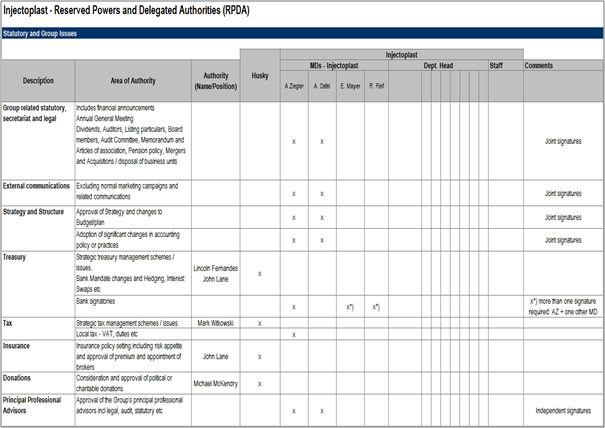 Injectoplast - Reserved Powers and Delegated Authorities (RPDA)
Statutory and Group Issues
Injectoplast
Description Area of Authority Authority (Name/Position) Husky MDs - Injectoplast Dept. Head Staff Comments
A.Ziegler A. Dafel E. Mayer R. Reif
Group related statutory, secretariat and legal
Includes financial announcements
Annual General Meeting
Dividends, Auditors, Listing particulars, Board
members, Audit Committee, Memorandum and
Articles of association, Pension policy, Mergers
and Acquisitions / disposal of business units
x x Joint signatures
External communications
Excluding normal marketing campaigns and
related communications
x x Joint signatures
Strategy and Structure
Approval of Strategy and changes to
Budget/plan
x x Joint signatures
Adoption of significant changes in accounting
policy or practices
x x Joint signatures
Treasury
Strategic treasury management schemes /
issues.
Bank Mandate changes and Hedging, Interest
Swaps etc
Lincoln Fernandes
John Lane
x
Bank signatories
x x*) x*)
x*) more than one signature
required: AZ + one other MD
Tax Strategic tax management schemes / issues. Mark Witkowski x
Local tax - VAT, duties etc x
Insurance
Insurance policy setting including risk appetite
and approval of premium and appointment of
brokers
John Lane x
Donations
Consideration and approval of political or
charitable donations.
Michael McKendry x
Principal Professional
Advisors
Approval of the Group's principal professional
advisors incl legal, audit, statutory etc
x x Independent signatures